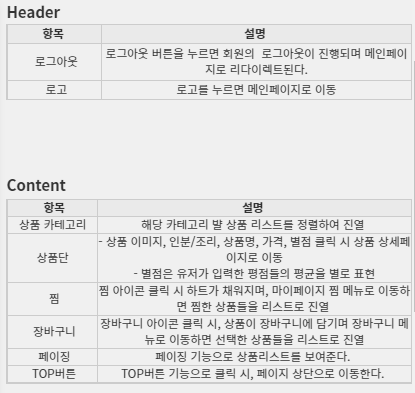 Header
항목 설명
로그아웃 로그아웃 버튼을 누르면 회원의 로그아웃이 진행되며 메인페이
지로 리다이렉트된다.
로고 로고를 누르면 메인페이지로 이동
Content
항목 설명
상품 카테고리 해당 카테고리 뱔 상품 리스트를 정렬하여 진열
상품단 - 상품 이미지, 인분/조리, 상품명, 가격, 별점 클릭 시 상품 상세페
이지로 이동
- 별점은 유저가 입력한 평점들의 평균을 별로 표현
찜 찜 아이콘 클릭 시 하트가 채워지며, 마이페이지 찜 메뉴로 이동하
면 찜한 상품들을 리스트로 진열
장바구니 장바구니 아이콘 클릭 시, 상품이 장바구니에 담기며 장바구니 메
뉴로 이동하면 선택한 상품들을 리스트로 진열
페이징 페이징 기능으로 상품리스트를 보여준다.
TOP버튼 TOP버튼 기능으로 클릭 시, 페이지 상단으로 이동한다.